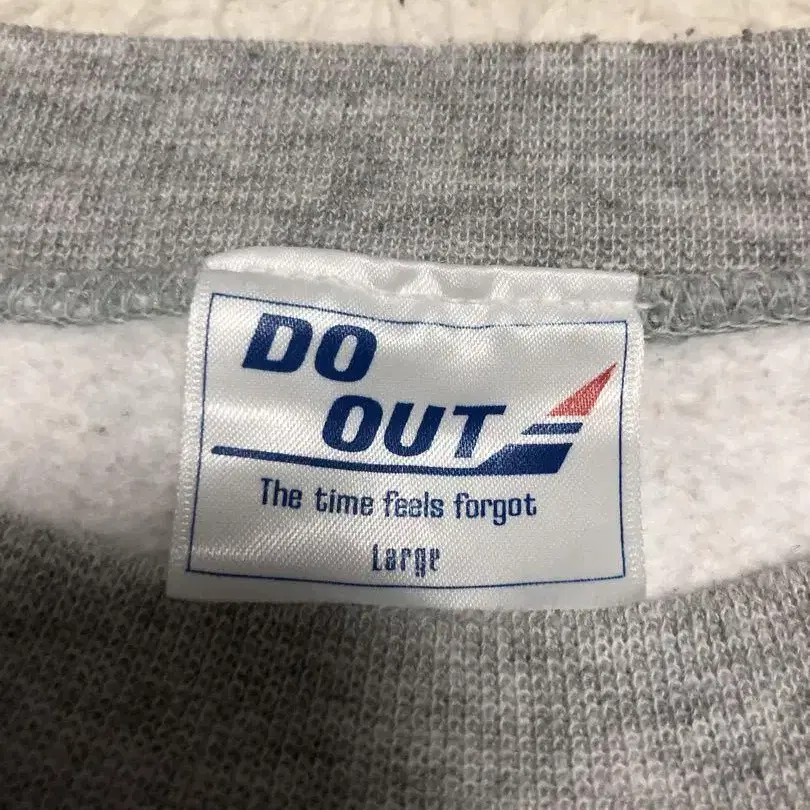 DO
OUT
The time feels forgot
Large